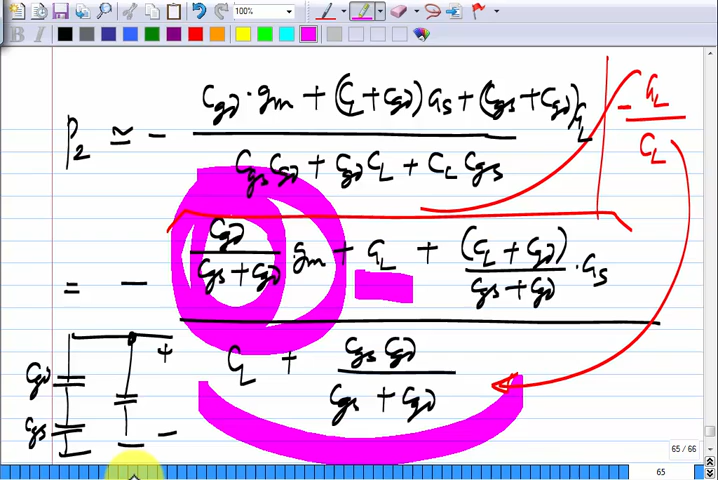 100%
B I U
p₂ ≃ − (Cgd · gm + (CL + Cgd) Gs + (Cgs + Cgd) GL) / (Cgs Cgd + Cgd CL + CL Cgs)
− GL / CL
= − (Cgd / (Cgs + Cgd) gm + GL + (CL + Cgd) / (Cgs + Cgd) · Gs) / (CL + Cgs Cgd / (Cgs + Cgd))
Cgd
+
Cgs
−
65 / 66
65